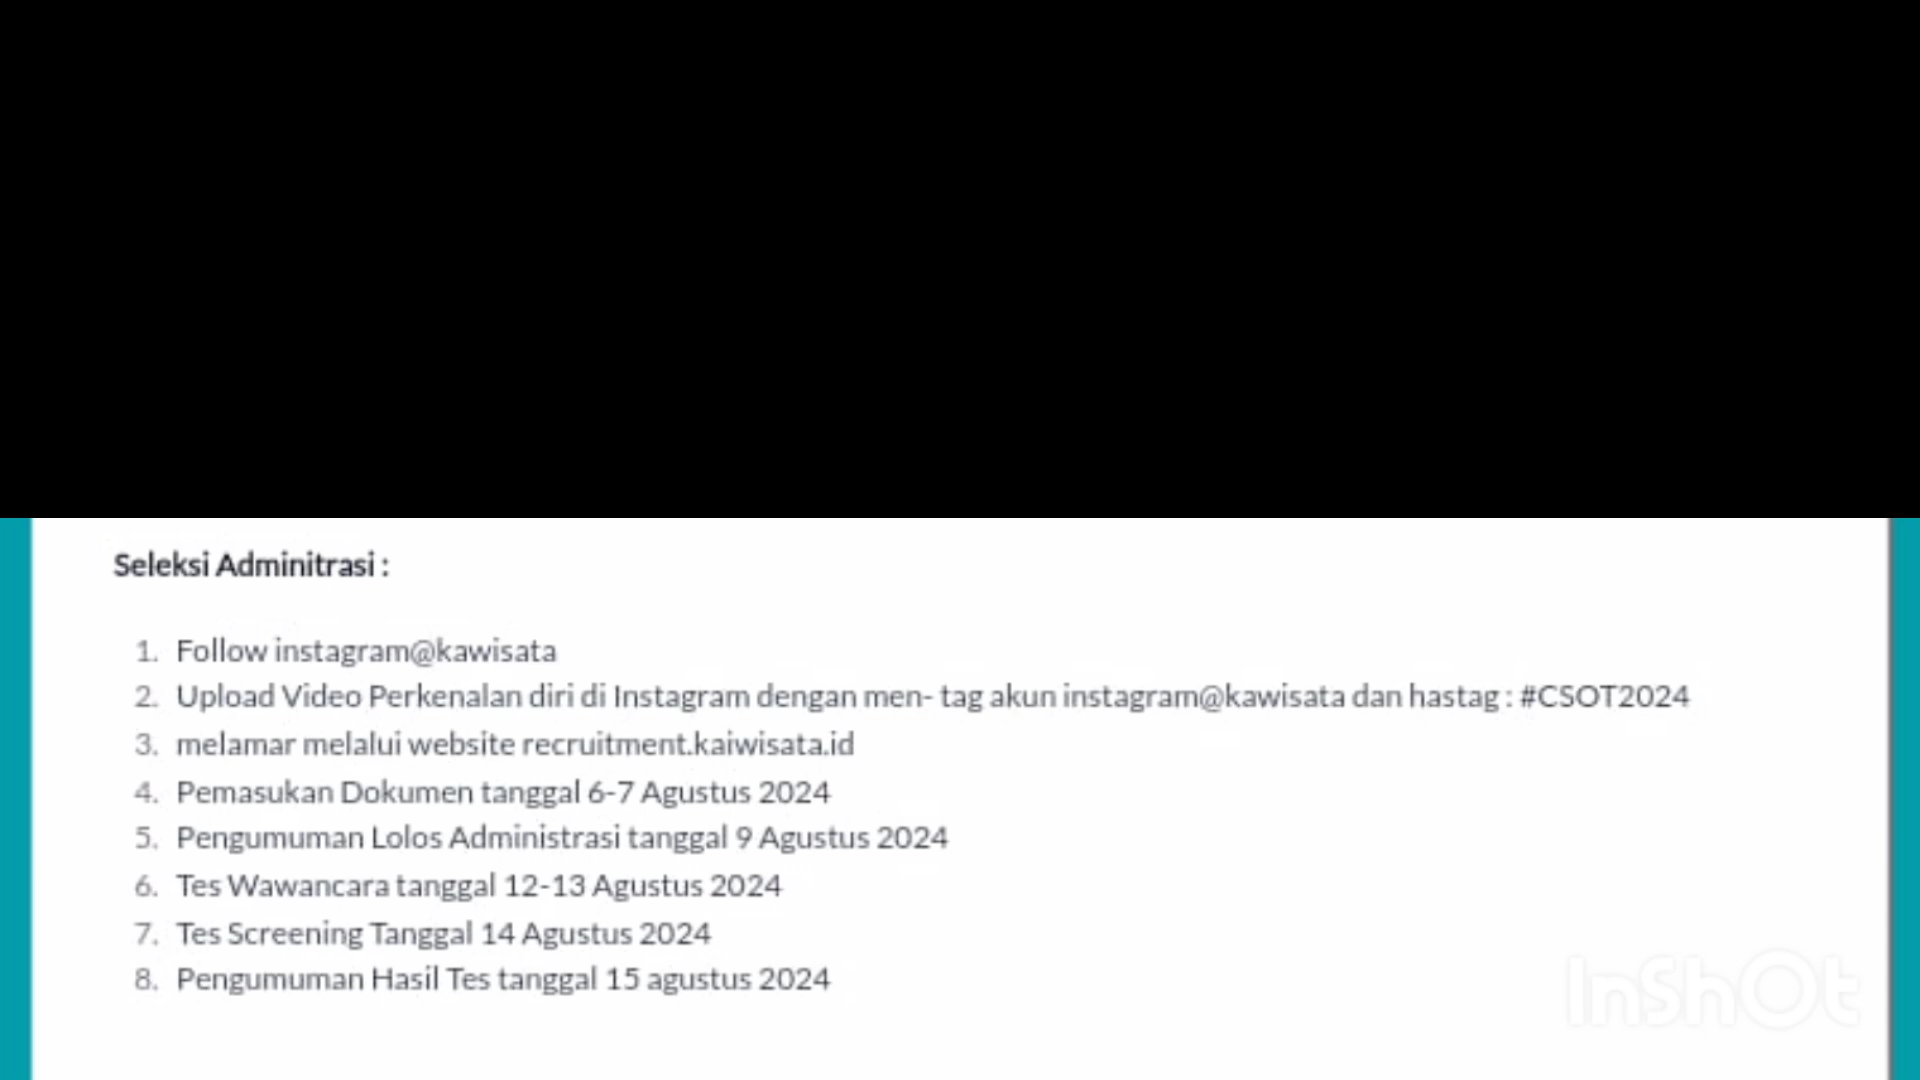 Seleksi Adminitrasi :
1. Follow instagram@kawisata
2. Upload Video Perkenalan diri di Instagram dengan men- tag akun instagram@kawisata dan hastag : #CSOT2024
3. melamar melalui website recruitment.kaiwisata.id
4. Pemasukan Dokumen tanggal 6-7 Agustus 2024
5. Pengumuman Lolos Administrasi tanggal 9 Agustus 2024
6. Tes Wawancara tanggal 12-13 Agustus 2024
7. Tes Screening Tanggal 14 Agustus 2024
8. Pengumuman Hasil Tes tanggal 15 agustus 2024
InShOt